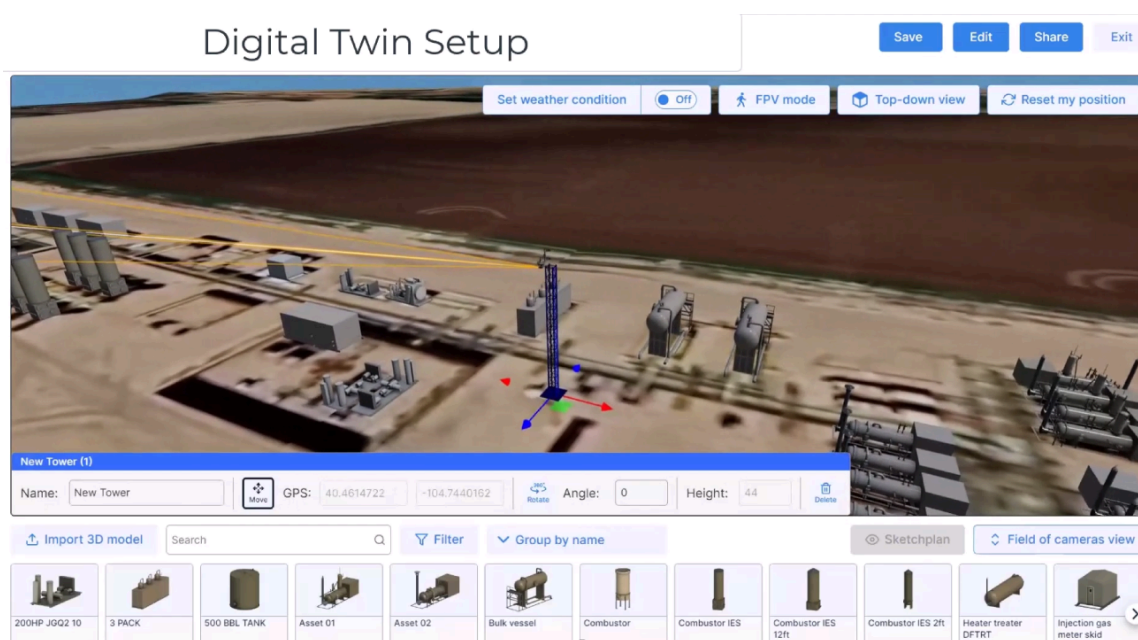 Digital Twin Setup
Save Edit Share Exit
Set weather condition Off FPV mode Top-down view Reset my position
New Tower (1)
Name: New Tower Move GPS: 40.4614722 -104.7440162 Rotate Angle: 0 Height: 44 Delete
Import 3D model Search Filter Group by name Sketchplan Field of cameras view
200HP JGQ2 10 3 PACK 500 BBL TANK Asset 01 Asset 02 Bulk vessel Combustor Combustor IES Combustor IES 12ft Combustor IES 2ft Heater treater DFTRT Injection gas meter skid